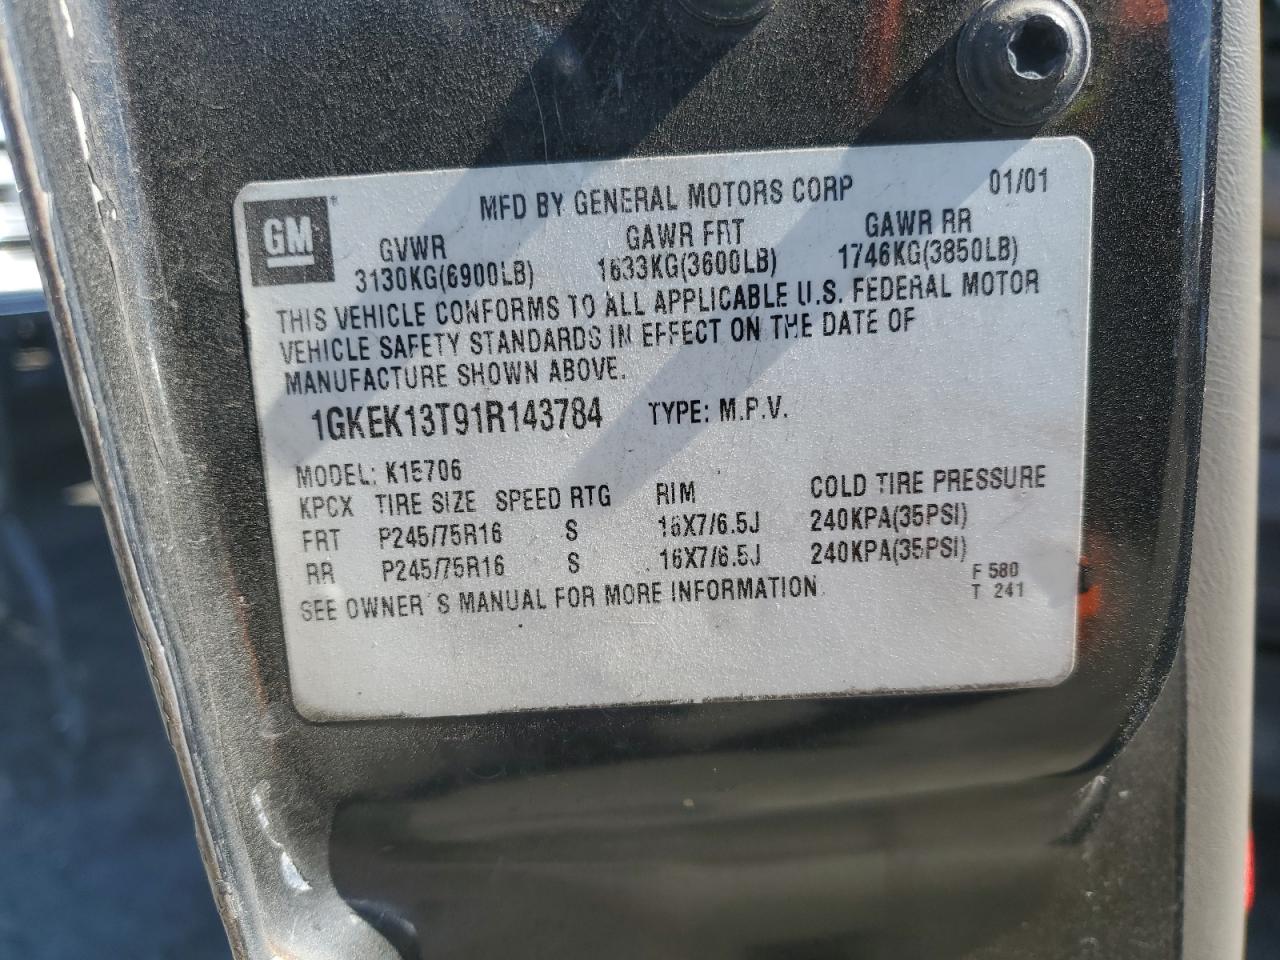 GM
MFD BY GENERAL MOTORS CORP 01/01
GVWR GAWR FRT GAWR RR
3130KG(6900LB) 1633KG(3600LB) 1746KG(3850LB)
THIS VEHICLE CONFORMS TO ALL APPLICABLE U.S. FEDERAL MOTOR
VEHICLE SAFETY STANDARDS IN EFFECT ON THE DATE OF
MANUFACTURE SHOWN ABOVE.
1GKEK13T91R143784 TYPE: M.P.V.
MODEL: K15706
KPCX TIRE SIZE SPEED RTG RIM COLD TIRE PRESSURE
FRT P245/75R16 S 16X7/6.5J 240KPA(35PSI)
RR P245/75R16 S 16X7/6.5J 240KPA(35PSI)
SEE OWNER'S MANUAL FOR MORE INFORMATION
F 580
T 241